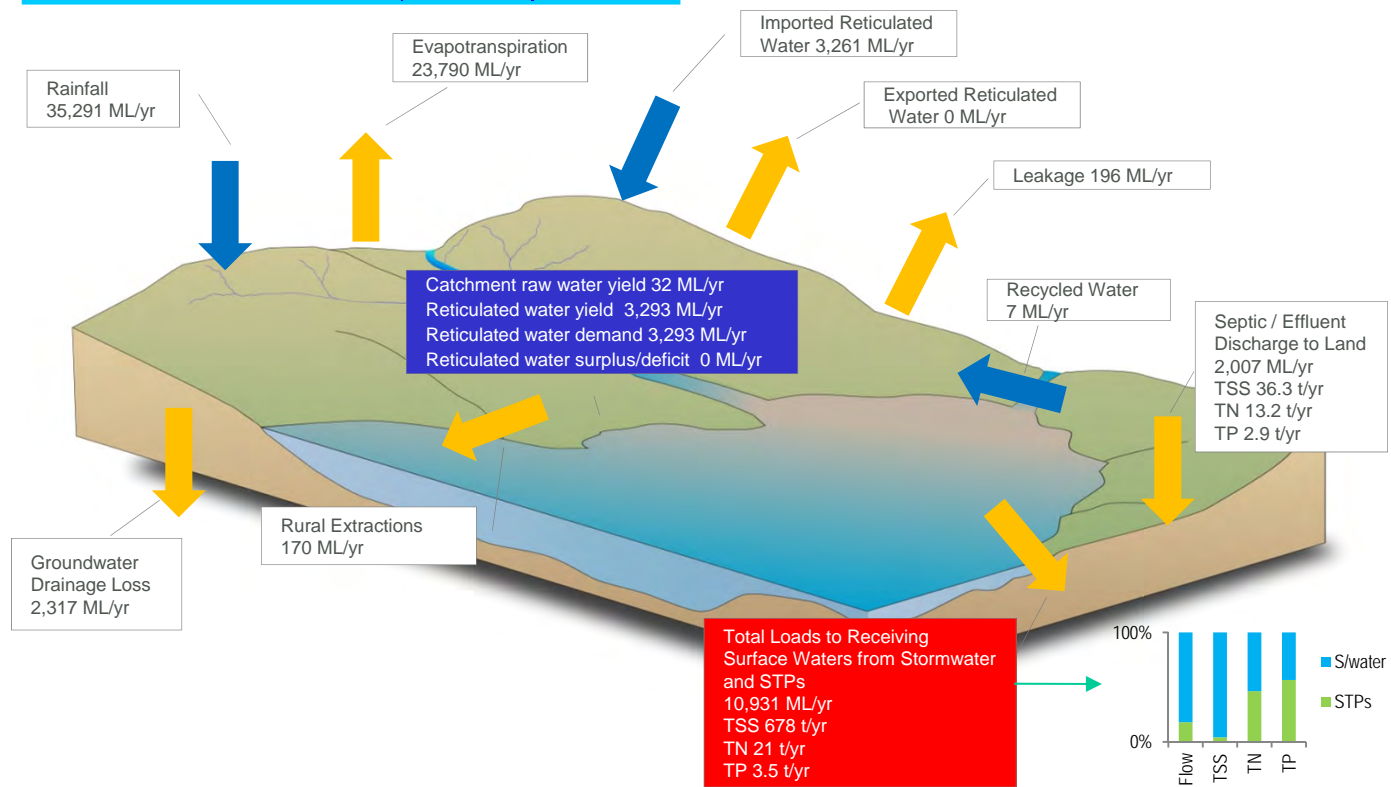 Imported Reticulated
Water 3,261 ML/yr
Evapotranspiration
23,790 ML/yr
Rainfall
35,291 ML/yr
Exported Reticulated
Water 0 ML/yr
Leakage 196 ML/yr
Catchment raw water yield 32 ML/yr
Reticulated water yield 3,293 ML/yr
Reticulated water demand 3,293 ML/yr
Reticulated water surplus/deficit 0 ML/yr
Recycled Water
7 ML/yr
Septic / Effluent
Discharge to Land
2,007 ML/yr
TSS 36.3 t/yr
TN 13.2 t/yr
TP 2.9 t/yr
Rural Extractions
170 ML/yr
Groundwater
Drainage Loss
2,317 ML/yr
Total Loads to Receiving
Surface Waters from Stormwater
and STPs
10,931 ML/yr
TSS 678 t/yr
TN 21 t/yr
TP 3.5 t/yr
100%
0%
Flow
TSS
TN
TP
S/water
STPs